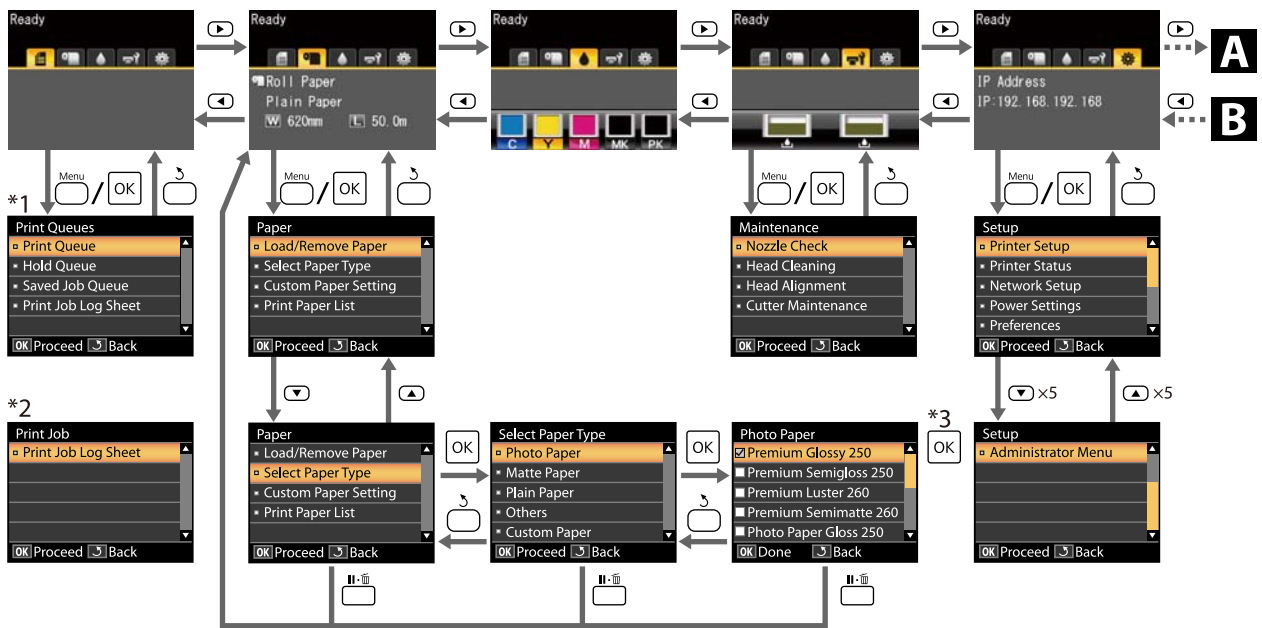 Ready
Ready
Ready
Ready
Ready
A
Roll Paper
Plain Paper
W 620mm L 50.0m
IP Address
IP:192.168.192.168
B
C Y M MK PK
Menu / OK
Menu / OK
Menu / OK
Menu / OK
*1
Print Queues
Print Queue
Hold Queue
Saved Job Queue
Print Job Log Sheet
OK Proceed Back
Paper
Load/Remove Paper
Select Paper Type
Custom Paper Setting
Print Paper List
OK Proceed Back
Maintenance
Nozzle Check
Head Cleaning
Head Alignment
Cutter Maintenance
OK Proceed Back
Setup
Printer Setup
Printer Status
Network Setup
Power Settings
Preferences
OK Proceed Back
×5
×5
*2
Print Job
Print Job Log Sheet
OK Proceed Back
Paper
Load/Remove Paper
Select Paper Type
Custom Paper Setting
Print Paper List
OK Proceed Back
OK
Select Paper Type
Photo Paper
Matte Paper
Plain Paper
Others
Custom Paper
OK Proceed Back
OK
Photo Paper
Premium Glossy 250
Premium Semigloss 250
Premium Luster 260
Premium Semimatte 260
Photo Paper Gloss 250
OK Done Back
*3
OK
Setup
Administrator Menu
OK Proceed Back